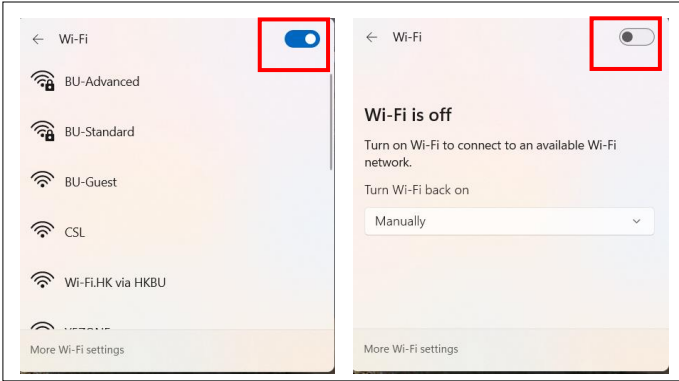 Wi-Fi
BU-Advanced
BU-Standard
BU-Guest
CSL
Wi-Fi.HK via HKBU
More Wi-Fi settings
Wi-Fi
Wi-Fi is off
Turn on Wi-Fi to connect to an available Wi-Fi
network.
Turn Wi-Fi back on
Manually
More Wi-Fi settings